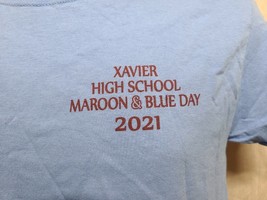 XAVIER
HIGH SCHOOL
MAROON & BLUE DAY
2021